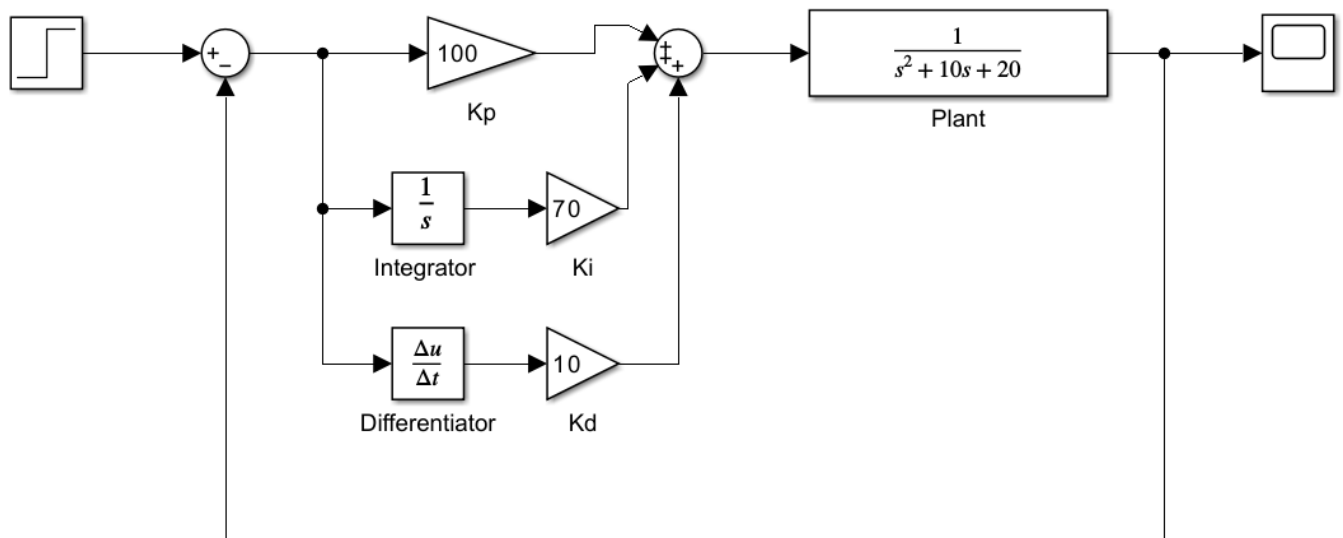 +
−
100
Kp
+
+
+
1
s² + 10s + 20
Plant
1
s
Integrator
70
Ki
Δu
Δt
Differentiator
10
Kd